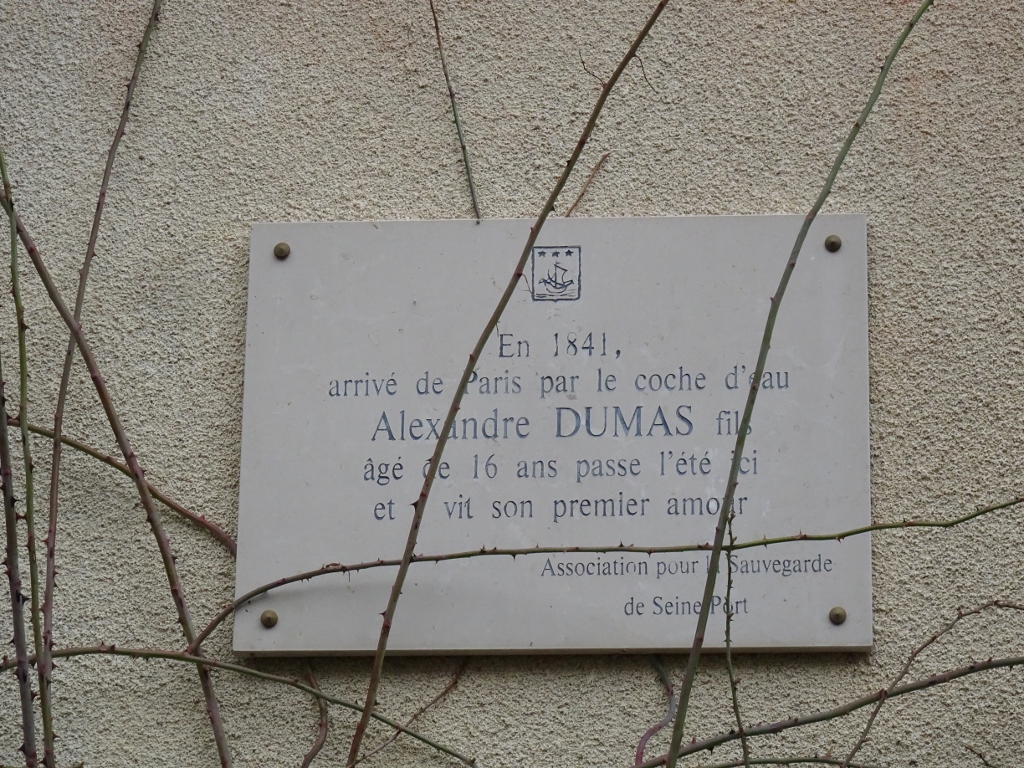 En 1841,
arrivé de Paris par le coche d'eau
Alexandre DUMAS fils
âgé de 16 ans passe l'été ici
et y vit son premier amour
Association pour la Sauvegarde
de Seine Port